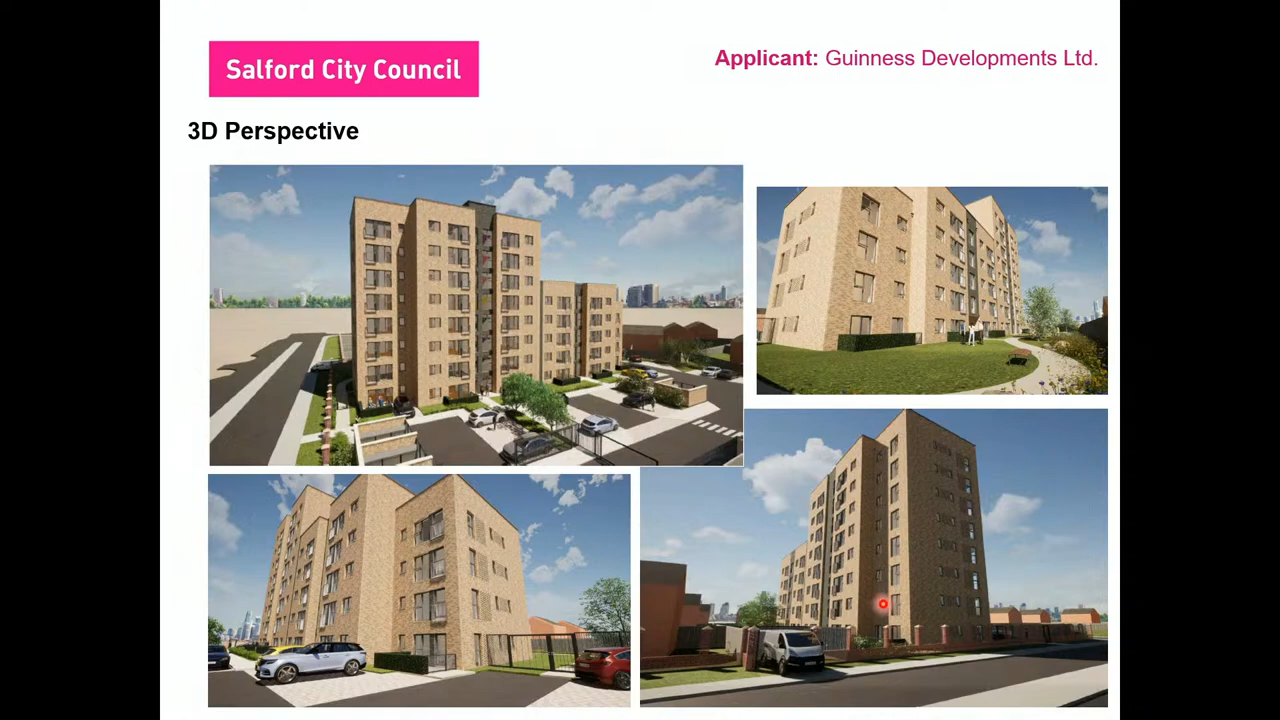 Salford City Council
Applicant: Guinness Developments Ltd.
3D Perspective